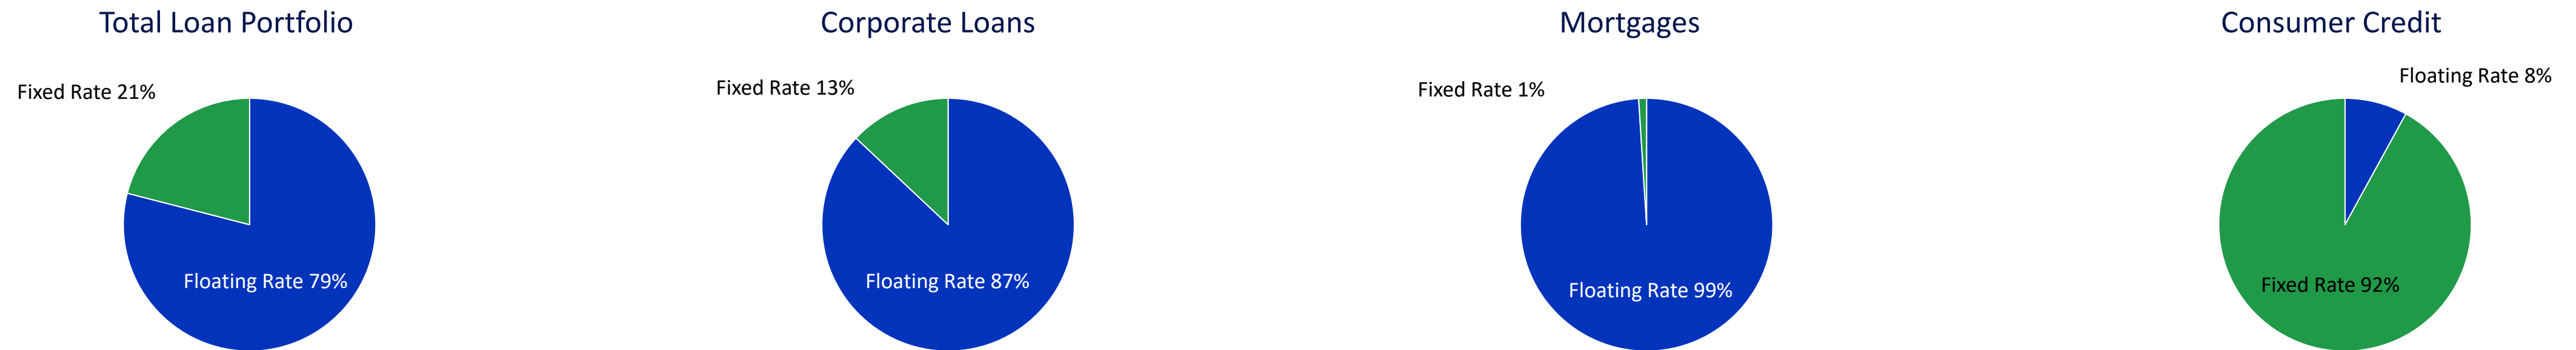 Total Loan Portfolio
Fixed Rate 21%
Floating Rate 79%
Corporate Loans
Fixed Rate 13%
Floating Rate 87%
Mortgages
Fixed Rate 1%
Floating Rate 99%
Consumer Credit
Floating Rate 8%
Fixed Rate 92%